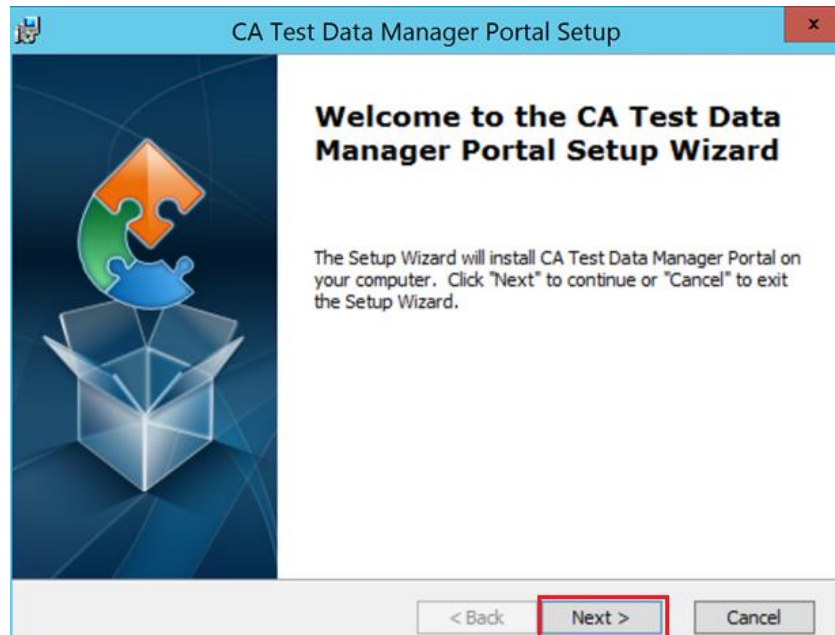 CA Test Data Manager Portal Setup
x
Welcome to the CA Test Data
Manager Portal Setup Wizard
The Setup Wizard will install CA Test Data Manager Portal on
your computer. Click "Next" to continue or "Cancel" to exit
the Setup Wizard.
< Back Next > Cancel